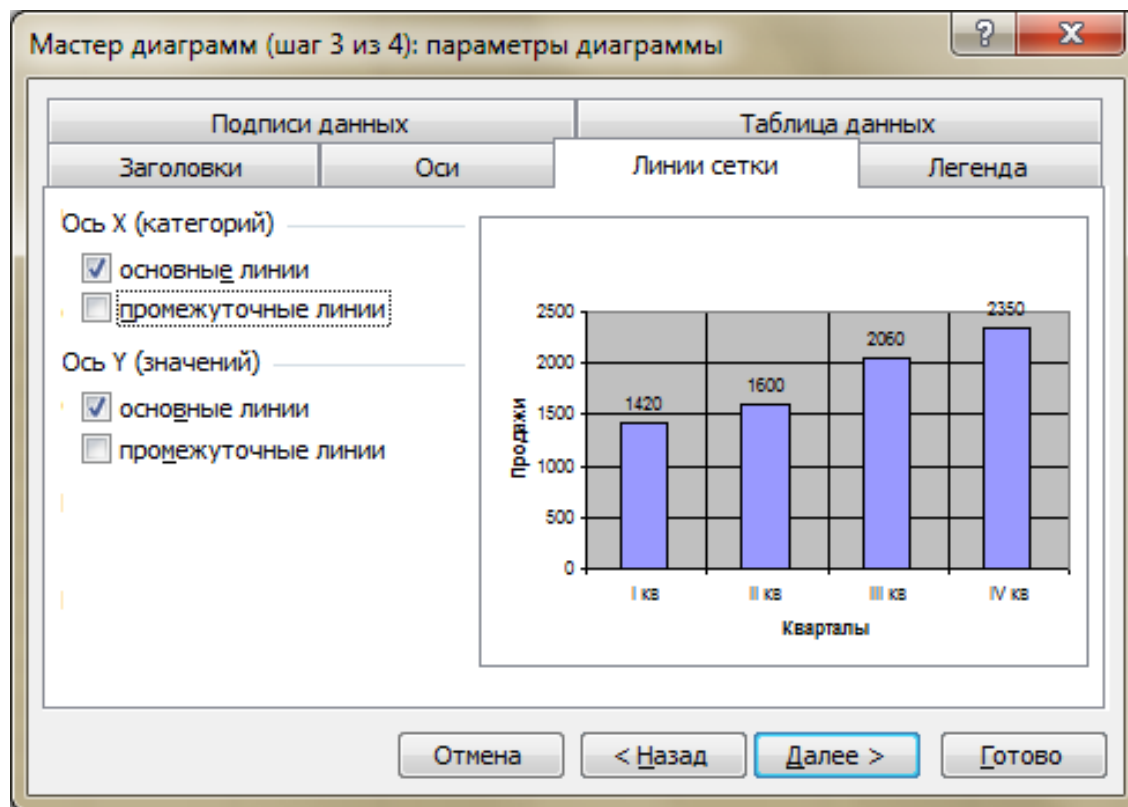 Мастер диаграмм (шаг 3 из 4): параметры диаграммы
Подписи данных
Таблица данных
Заголовки
Оси
Линии сетки
Легенда
Ось X (категорий)
основные линии
промежуточные линии
Ось Y (значений)
основные линии
промежуточные линии
Продажи
2500
2000
1500
1000
500
0
1420
1600
2060
2350
I кв
II кв
III кв
IV кв
Кварталы
Отмена
< Назад
Далее >
Готово